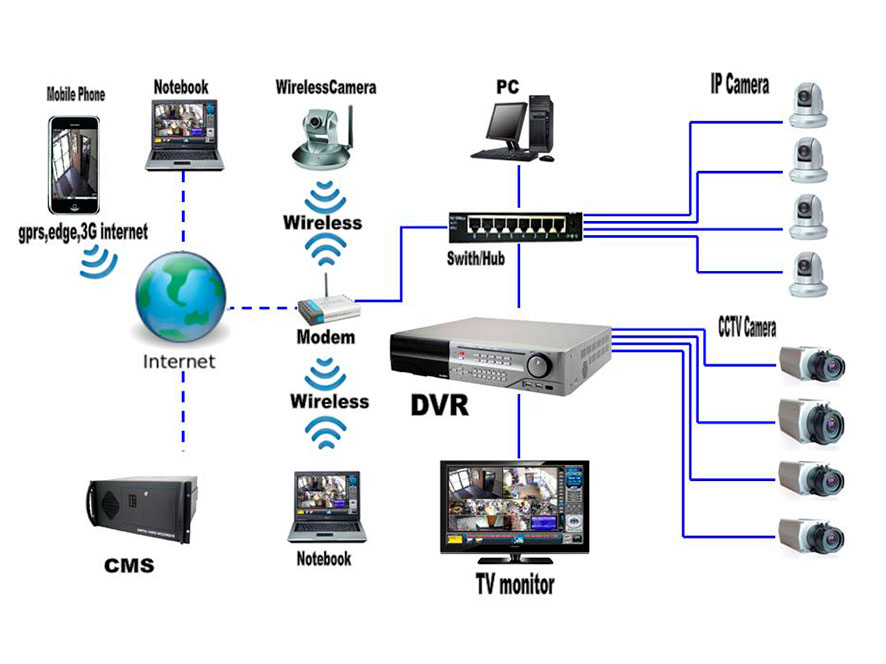 Mobile Phone
Notebook
WirelessCamera
PC
IP Camera
gprs,edge,3G internet
Wireless
Swith/Hub
Internet
Modem
CCTV Camera
Wireless
DVR
CMS
Notebook
TV monitor